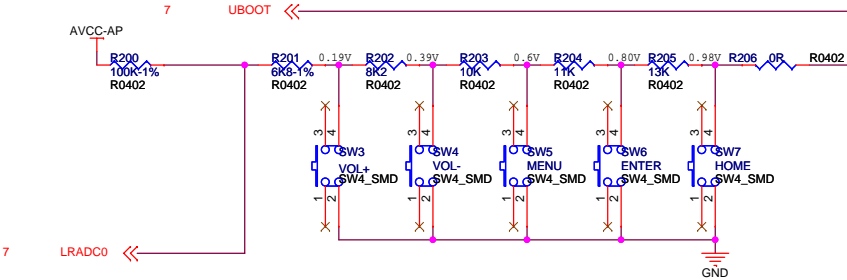 7 UBOOT
AVCC-AP
R200 R201 0.19V R202 0.39V R203 0.6V R204 0.80V R205 0.98V R206 0R R0402
100K-1% 6K8-1% 8K2 10K 11K 13K
R0402 R0402 R0402 R0402 R0402 R0402
3 4 3 4 3 4 3 4 3 4
SW3 SW4 SW5 SW6 SW7
VOL+ VOL- MENU ENTER HOME
SW4_SMD SW4_SMD SW4_SMD SW4_SMD SW4_SMD
1 2 1 2 1 2 1 2 1 2
7 LRADC0
GND